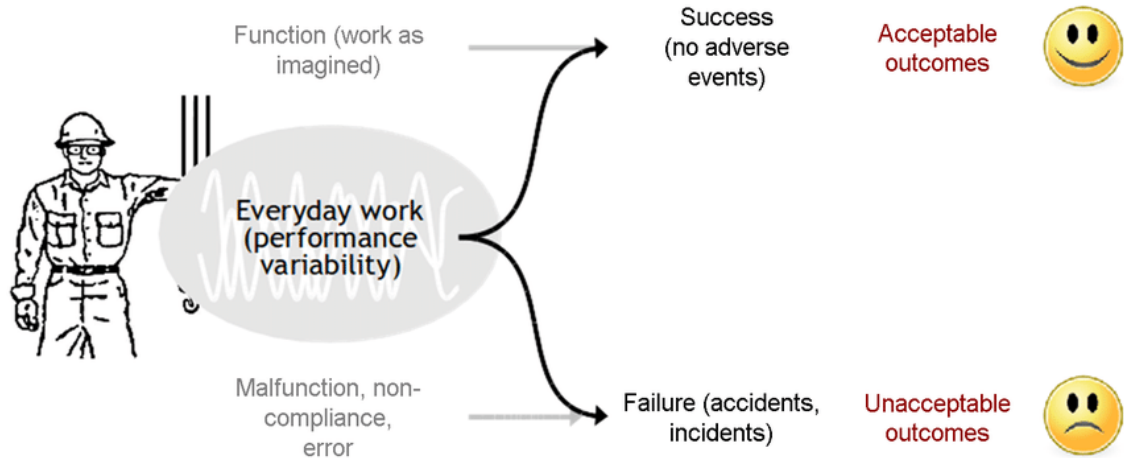 Function (work as
imagined)
Success
(no adverse
events)
Acceptable
outcomes
Everyday work
(performance
variability)
Malfunction, non-
compliance,
error
Failure (accidents,
incidents)
Unacceptable
outcomes